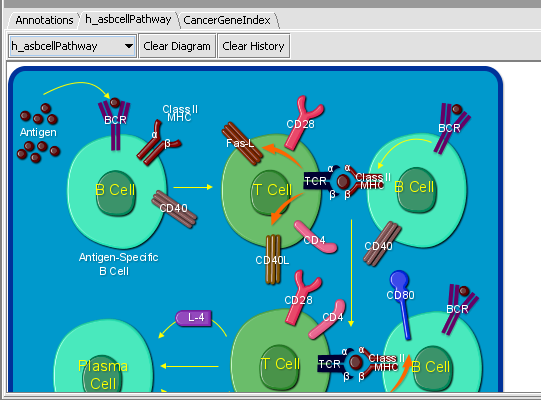 Annotations h_asbcellPathway CancerGeneIndex
h_asbcellPathway Clear Diagram Clear History
Antigen
BCR
Class II
MHC
α
β
B Cell
CD40
Antigen-Specific
B Cell
Fas-L
CD28
T Cell
TCR
α α
β β
Class II
MHC
CD4
CD40L
BCR
B Cell
CD40
CD28
CD4
CD80
BCR
L-4
Plasma
Cell
T Cell
TCR
α α
β β
Class II
MHC
B Cell